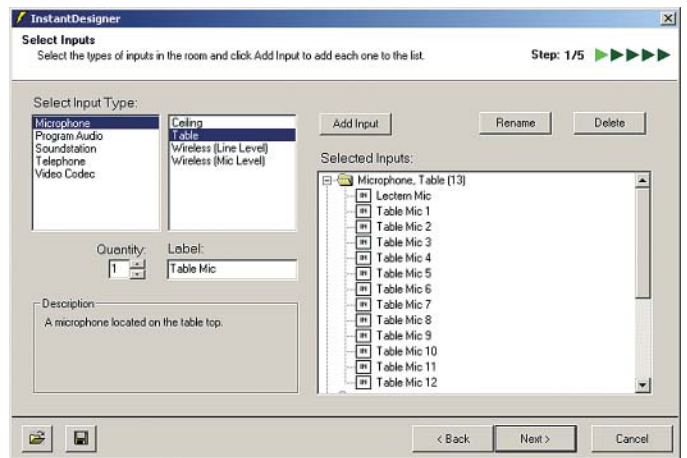 InstantDesigner
Select Inputs
Select the types of inputs in the room and click Add Input to add each one to the list.
Step: 1/5
Select Input Type:
Microphone
Program Audio
Soundstation
Telephone
Video Codec
Ceiling
Table
Wireless (Line Level)
Wireless (Mic Level)
Quantity:
1
Label:
Table Mic
Description
A microphone located on the table top.
Add Input
Rename
Delete
Selected Inputs:
Microphone, Table (13)
Lectern Mic
Table Mic 1
Table Mic 2
Table Mic 3
Table Mic 4
Table Mic 5
Table Mic 6
Table Mic 7
Table Mic 8
Table Mic 9
Table Mic 10
Table Mic 11
Table Mic 12
< Back
Next >
Cancel